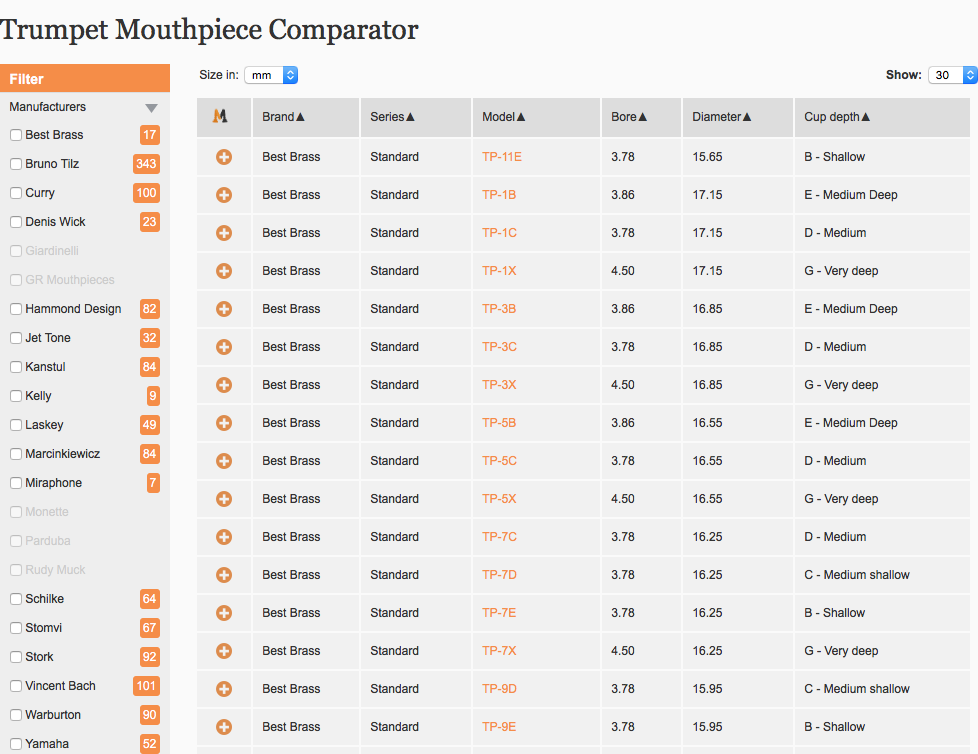 Trumpet Mouthpiece Comparator
Size in: mm Show: 30
Filter
Manufacturers
Best Brass 17
Bruno Tilz 343
Curry 100
Denis Wick 23
Giardinelli
GR Mouthpieces
Hammond Design 82
Jet Tone 32
Kanstul 84
Kelly 9
Laskey 49
Marcinkiewicz 84
Miraphone 7
Monette
Parduba
Rudy Muck
Schilke 64
Stomvi 67
Stork 92
Vincent Bach 101
Warburton 90
Yamaha 52
M Brand▲ Series▲ Model▲ Bore▲ Diameter▲ Cup depth▲
Best Brass Standard TP-11E 3.78 15.65 B - Shallow
Best Brass Standard TP-1B 3.86 17.15 E - Medium Deep
Best Brass Standard TP-1C 3.78 17.15 D - Medium
Best Brass Standard TP-1X 4.50 17.15 G - Very deep
Best Brass Standard TP-3B 3.86 16.85 E - Medium Deep
Best Brass Standard TP-3C 3.78 16.85 D - Medium
Best Brass Standard TP-3X 4.50 16.85 G - Very deep
Best Brass Standard TP-5B 3.86 16.55 E - Medium Deep
Best Brass Standard TP-5C 3.78 16.55 D - Medium
Best Brass Standard TP-5X 4.50 16.55 G - Very deep
Best Brass Standard TP-7C 3.78 16.25 D - Medium
Best Brass Standard TP-7D 3.78 16.25 C - Medium shallow
Best Brass Standard TP-7E 3.78 16.25 B - Shallow
Best Brass Standard TP-7X 4.50 16.25 G - Very deep
Best Brass Standard TP-9D 3.78 15.95 C - Medium shallow
Best Brass Standard TP-9E 3.78 15.95 B - Shallow